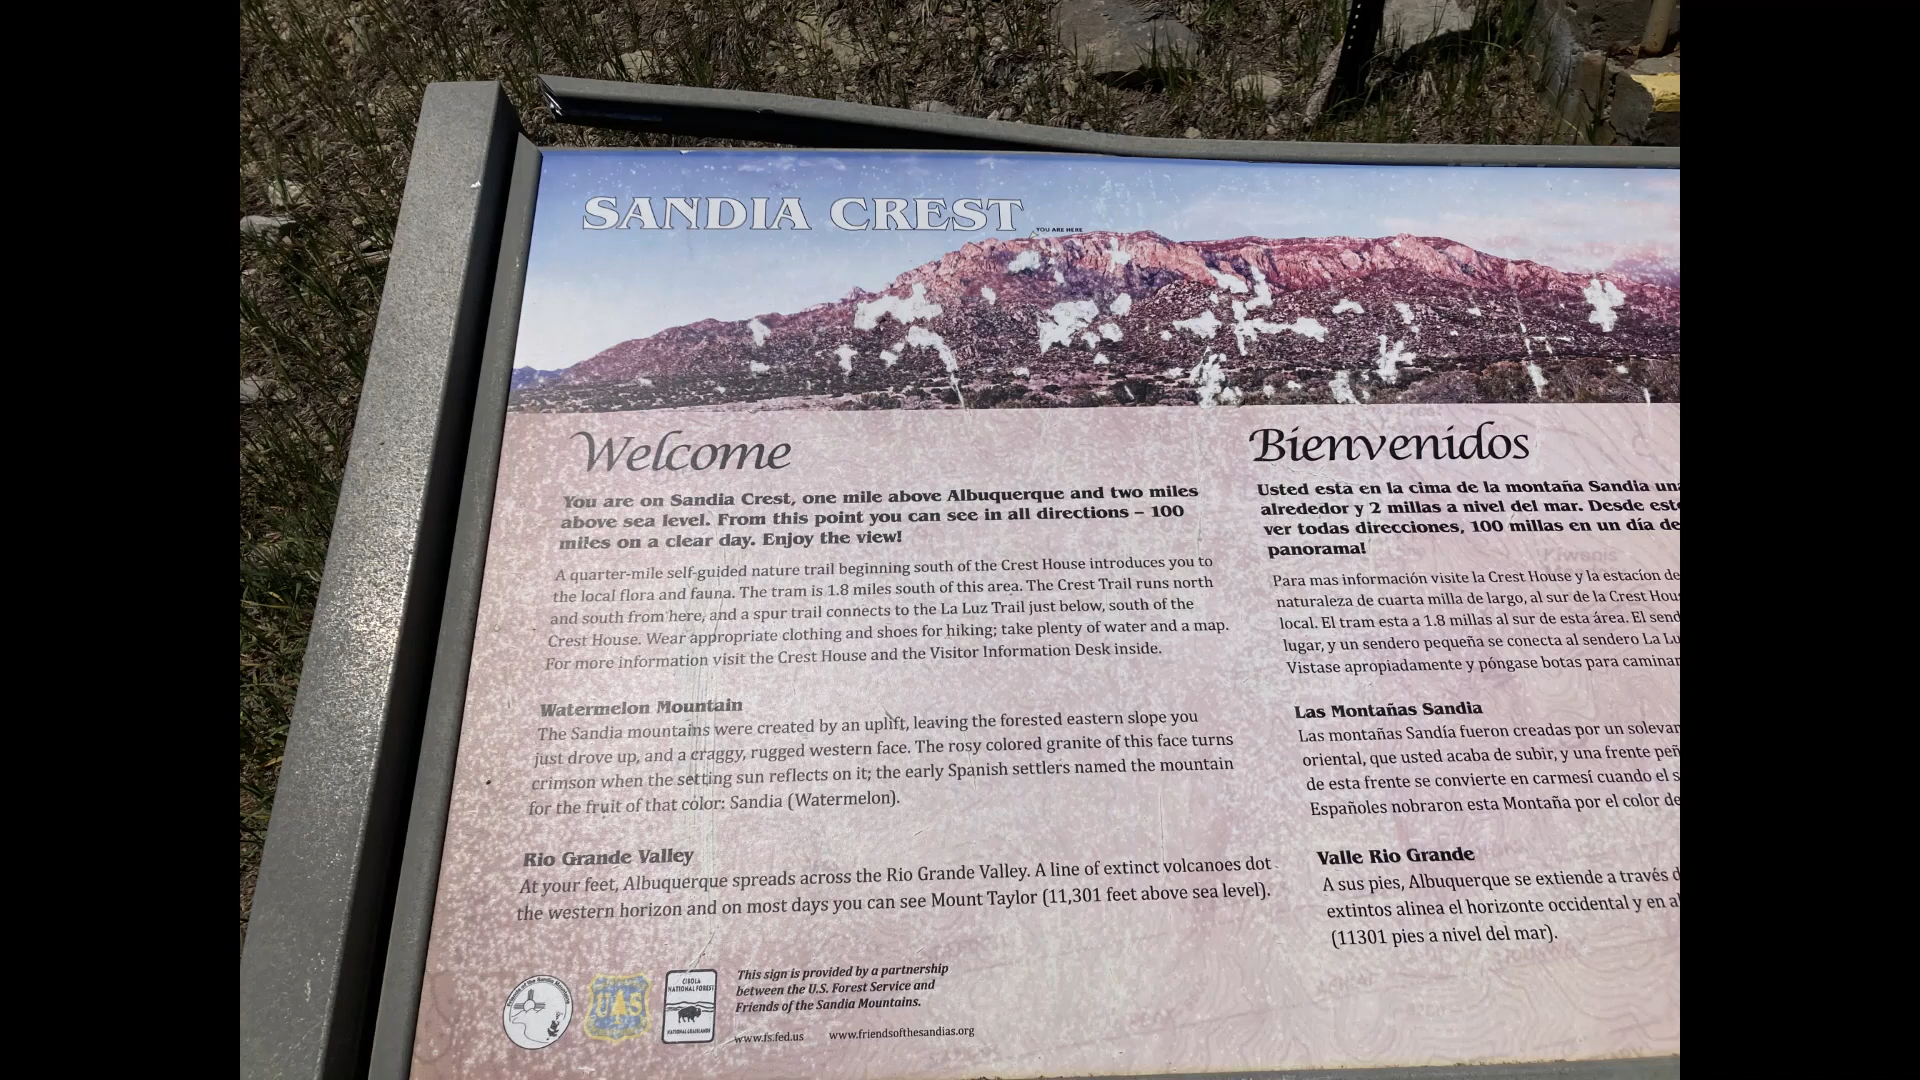 SANDIA CREST
YOU ARE HERE
Welcome
You are on Sandia Crest, one mile above Albuquerque and two miles
above sea level. From this point you can see in all directions – 100
miles on a clear day. Enjoy the view!
A quarter-mile self-guided nature trail beginning south of the Crest House introduces you to
the local flora and fauna. The tram is 1.8 miles south of this area. The Crest Trail runs north
and south from here, and a spur trail connects to the La Luz Trail just below, south of the
Crest House. Wear appropriate clothing and shoes for hiking; take plenty of water and a map.
For more information visit the Crest House and the Visitor Information Desk inside.
Watermelon Mountain
The Sandia mountains were created by an uplift, leaving the forested eastern slope you
just drove up, and a craggy, rugged western face. The rosy colored granite of this face turns
crimson when the setting sun reflects on it; the early Spanish settlers named the mountain
for the fruit of that color: Sandia (Watermelon).
Rio Grande Valley
At your feet, Albuquerque spreads across the Rio Grande Valley. A line of extinct volcanoes dot
the western horizon and on most days you can see Mount Taylor (11,301 feet above sea level).
Bienvenidos
Usted esta en la cima de la montaña Sandia una
alrededor y 2 millas a nivel del mar. Desde este
ver todas direcciones, 100 millas en un día de
panorama!
Para mas información visite la Crest House y la estacíon de
naturaleza de cuarta milla de largo, al sur de la Crest Hou
local. El tram esta a 1.8 millas al sur de esta área. El send
lugar, y un sendero pequeña se conecta al sendero La Lu
Vistase apropiadamente y póngase botas para caminar
Las Montañas Sandia
Las montañas Sandía fueron creadas por un solevan
oriental, que usted acaba de subir, y una frente peñ
de esta frente se convierte en carmesí cuando el s
Españoles nobraron esta Montaña por el color de
Valle Rio Grande
A sus pies, Albuquerque se extiende a través d
extintos alinea el horizonte occidental y en al
(11301 pies a nivel del mar).
Friends of the Sandia Mountains
UAS
CIBOLA
NATIONAL FOREST
NATIONAL GRASSLANDS
This sign is provided by a partnership
between the U.S. Forest Service and
Friends of the Sandia Mountains.
www.fs.fed.us www.friendsofthesandias.org